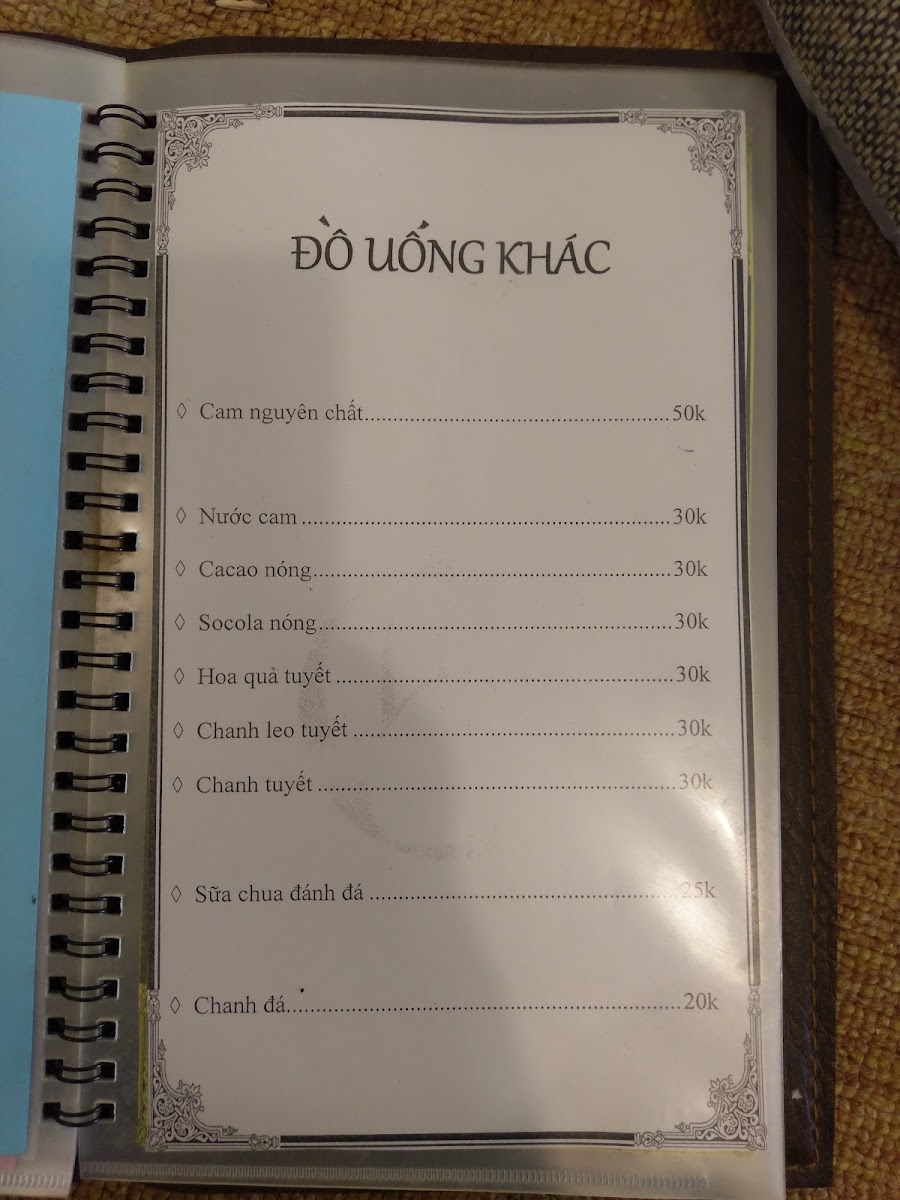 ĐỒ UỐNG KHÁC
◊ Cam nguyên chất..........................................50k
◊ Nước cam ...................................................30k
◊ Cacao nóng.................................................30k
◊ Socola nóng.................................................30k
◊ Hoa quả tuyết ..............................................30k
◊ Chanh leo tuyết ............................................30k
◊ Chanh tuyết .................................................30k
◊ Sữa chua đánh đá .........................................25k
◊ Chanh đá......................................................20k